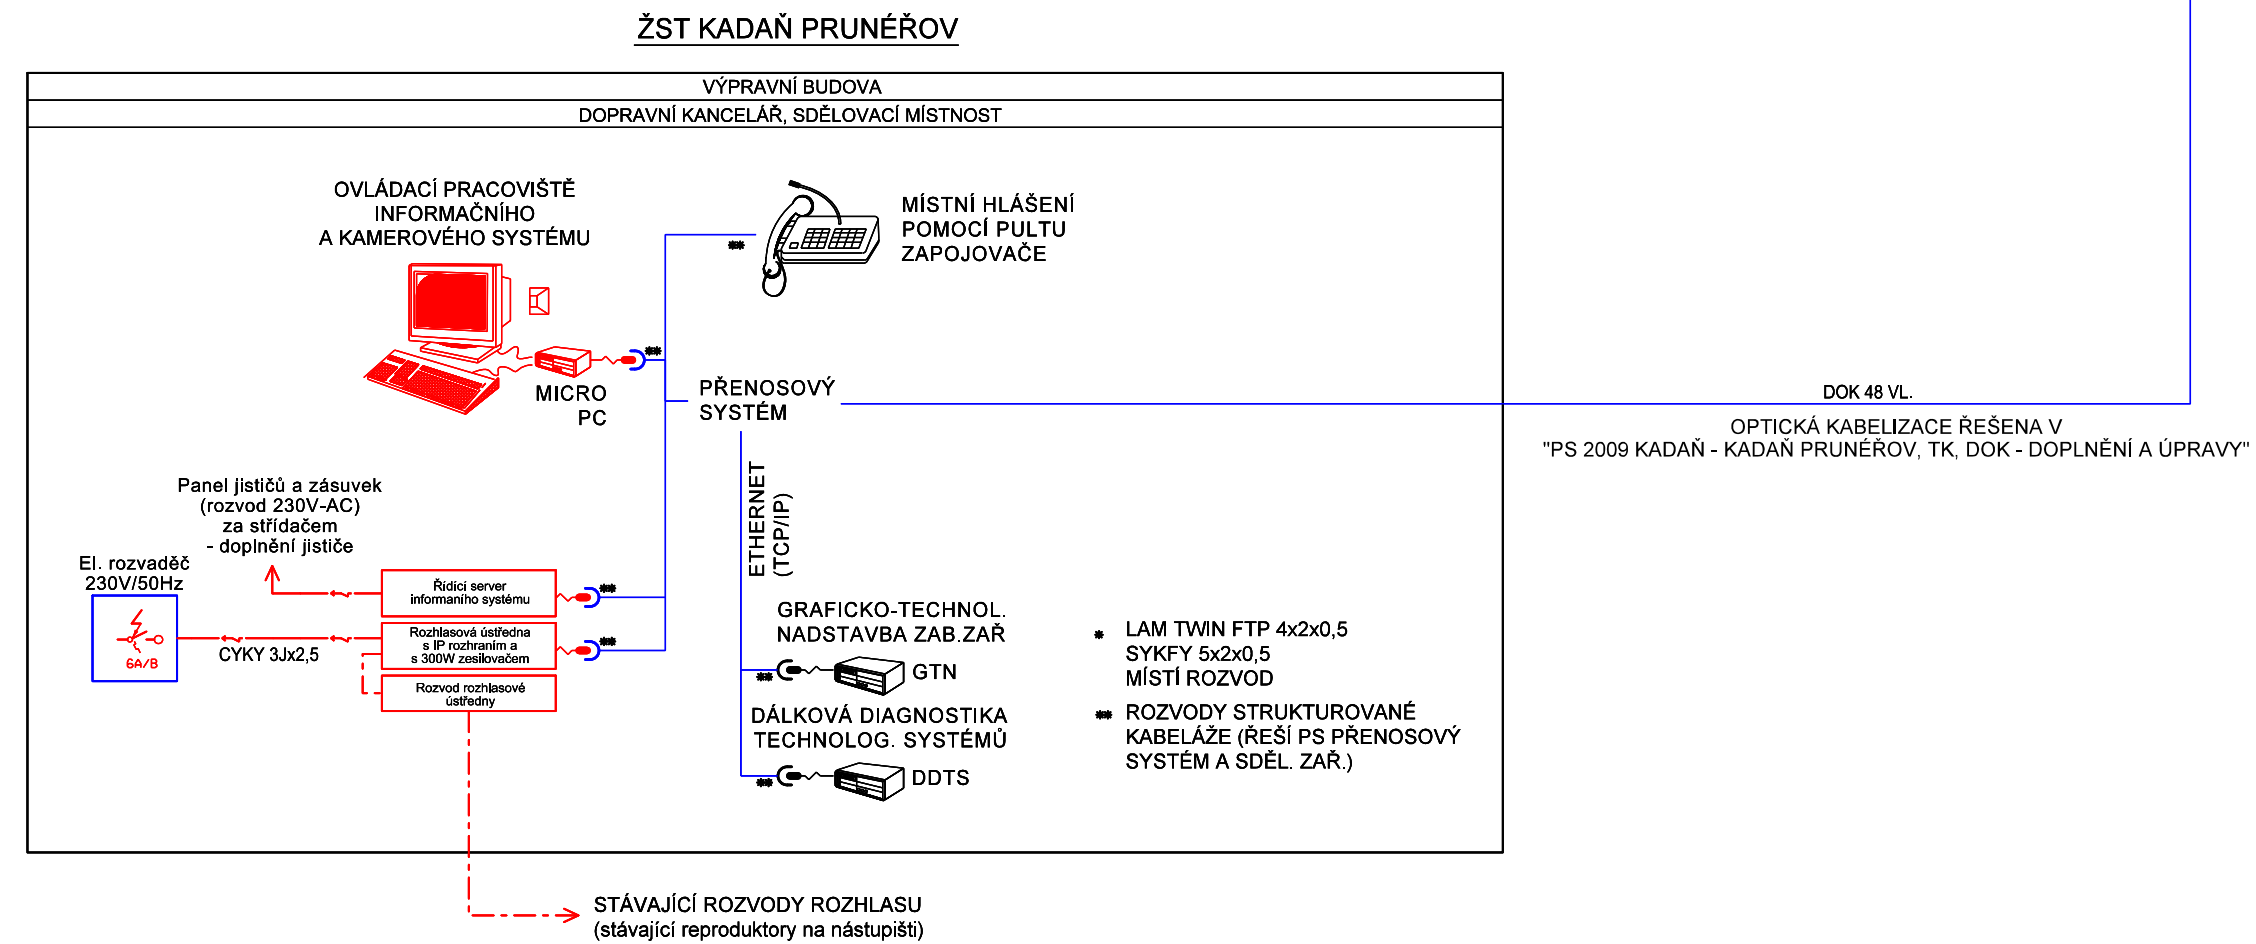 ŽST KADAŇ PRUNÉŘOV
VÝPRAVNÍ BUDOVA
DOPRAVNÍ KANCELÁŘ, SDĚLOVACÍ MÍSTNOST
OVLÁDACÍ PRACOVIŠTĚ
INFORMAČNÍHO
A KAMEROVÉHO SYSTÉMU
MICRO
PC
**
**
MÍSTNÍ HLÁŠENÍ
POMOCÍ PULTU
ZAPOJOVAČE
PŘENOSOVÝ
SYSTÉM
DOK 48 VL.
OPTICKÁ KABELIZACE ŘEŠENA V
"PS 2009 KADAŇ - KADAŇ PRUNÉŘOV, TK, DOK - DOPLNĚNÍ A ÚPRAVY"
ETHERNET
(TCP/IP)
Panel jističů a zásuvek
(rozvod 230V-AC)
za střídačem
- doplnění jističe
El. rozvaděč
230V/50Hz
6A/B
CYKY 3Jx2,5
Řídící server
informaního systému
**
Rozhlasová ústředna
s IP rozhraním a
s 300W zesilovačem
**
Rozvod rozhlasové
ústředny
GRAFICKO-TECHNOL.
NADSTAVBA ZAB.ZAŘ
**
GTN
DÁLKOVÁ DIAGNOSTIKA
TECHNOLOG. SYSTÉMŮ
**
DDTS
* LAM TWIN FTP 4x2x0,5
SYKFY 5x2x0,5
MÍSTÍ ROZVOD
** ROZVODY STRUKTUROVANÉ
KABELÁŽE (ŘEŠÍ PS PŘENOSOVÝ
SYSTÉM A SDĚL. ZAŘ.)
STÁVAJÍCÍ ROZVODY ROZHLASU
(stávající reproduktory na nástupišti)